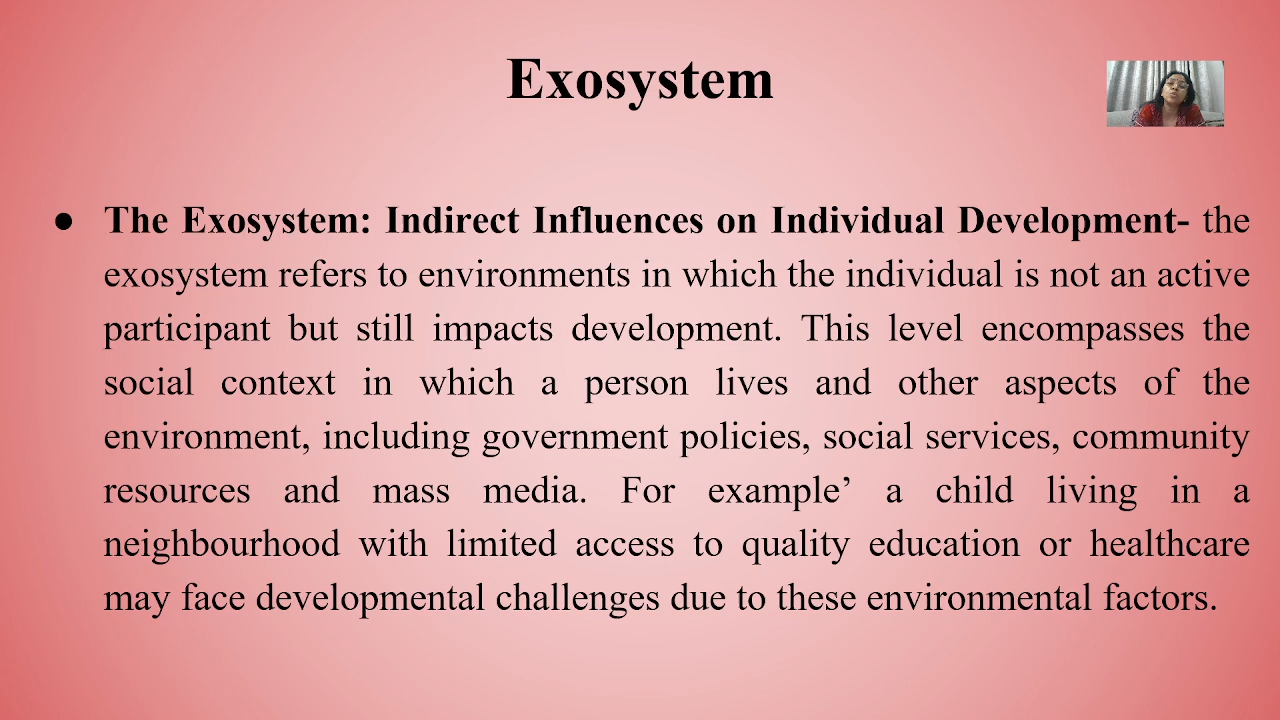 Exosystem
● The Exosystem: Indirect Influences on Individual Development- the
exosystem refers to environments in which the individual is not an active
participant but still impacts development. This level encompasses the
social context in which a person lives and other aspects of the
environment, including government policies, social services, community
resources and mass media. For example’ a child living in a
neighbourhood with limited access to quality education or healthcare
may face developmental challenges due to these environmental factors.